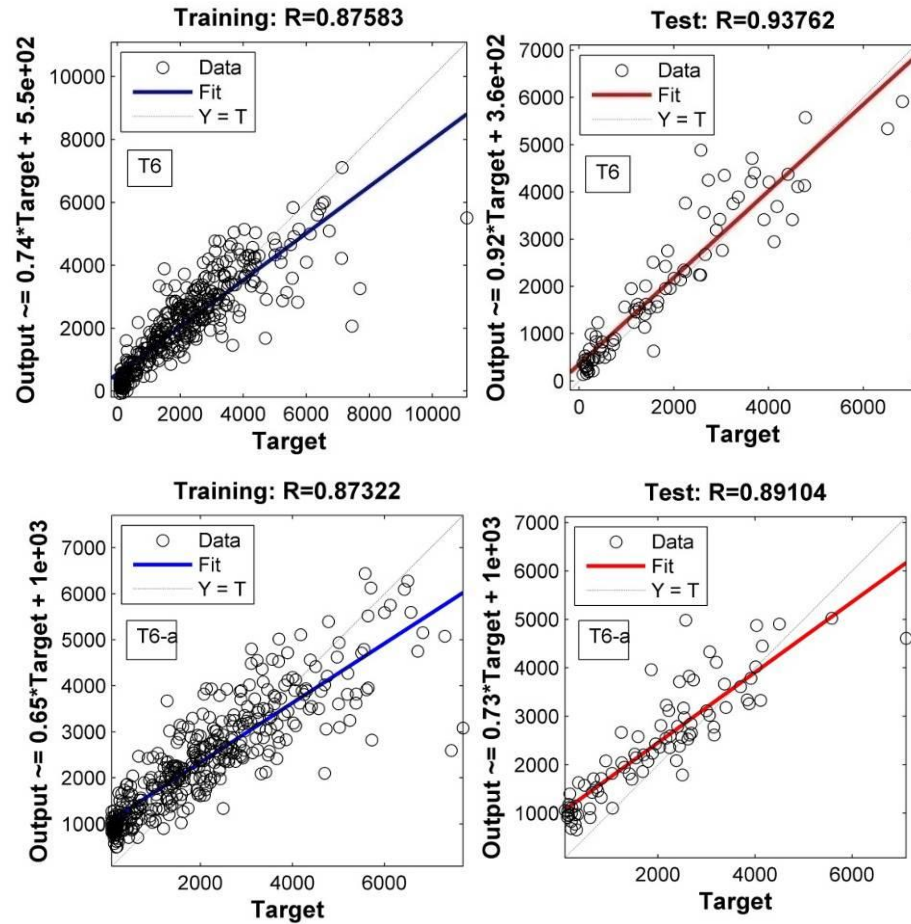 Training: R=0.87583
Output ~= 0.74*Target + 5.5e+02
10000
8000
6000
4000
2000
0
Data
Fit
Y = T
T6
0 2000 4000 6000 8000 10000
Target
Test: R=0.93762
Output ~= 0.92*Target + 3.6e+02
7000
6000
5000
4000
3000
2000
1000
0
Data
Fit
Y = T
T6
0 2000 4000 6000
Target
Training: R=0.87322
Output ~= 0.65*Target + 1e+03
7000
6000
5000
4000
3000
2000
1000
Data
Fit
Y = T
T6-a
2000 4000 6000
Target
Test: R=0.89104
Output ~= 0.73*Target + 1e+03
7000
6000
5000
4000
3000
2000
1000
0
Data
Fit
Y = T
T6-a
2000 4000 6000
Target